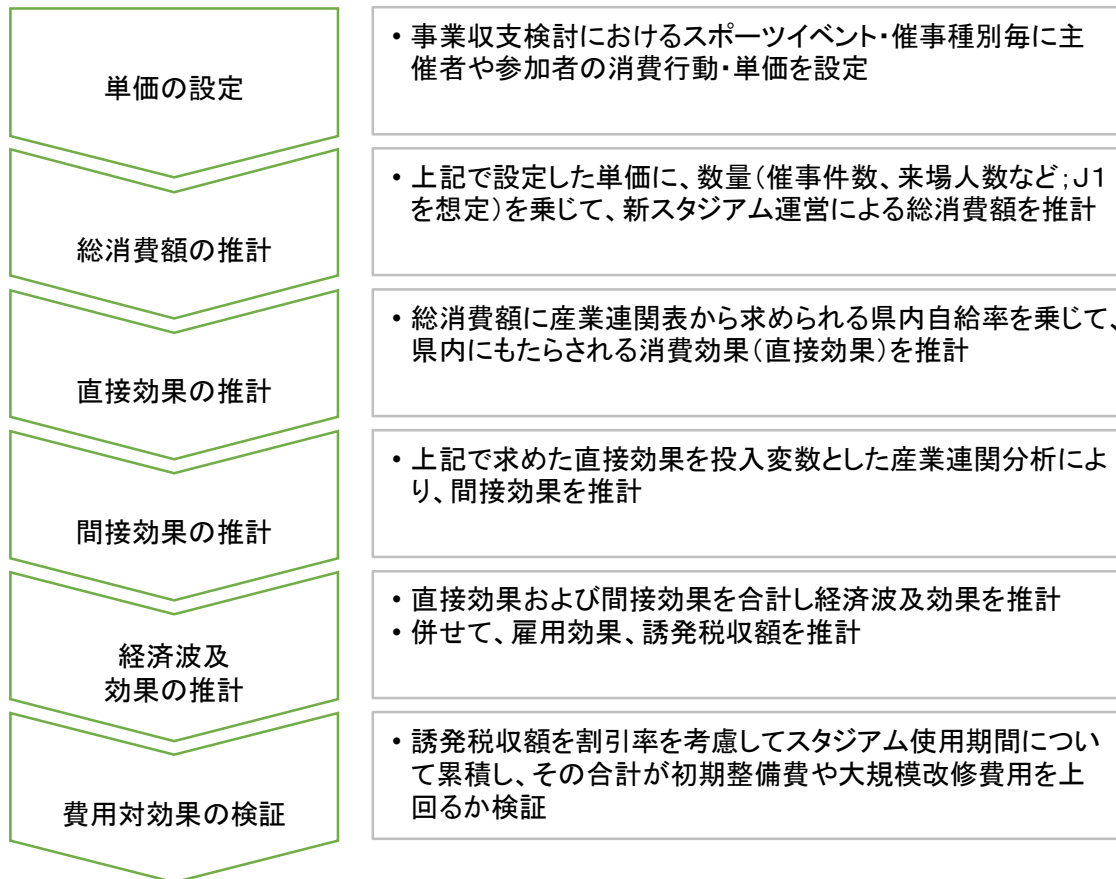 単価の設定
・事業収支検討におけるスポーツイベント・催事種別毎に主
催者や参加者の消費行動・単価を設定
総消費額の推計
・上記で設定した単価に、数量（催事件数、来場人数など；J1
を想定）を乗じて、新スタジアム運営による総消費額を推計
直接効果の推計
・総消費額に産業連関表から求められる県内自給率を乗じて、
県内にもたらされる消費効果（直接効果）を推計
間接効果の推計
・上記で求めた直接効果を投入変数とした産業連関分析によ
り、間接効果を推計
経済波及
効果の推計
・直接効果および間接効果を合計し経済波及効果を推計
・併せて、雇用効果、誘発税収額を推計
費用対効果の検証
・誘発税収額を割引率を考慮してスタジアム使用期間につい
て累積し、その合計が初期整備費や大規模改修費用を上
回るか検証